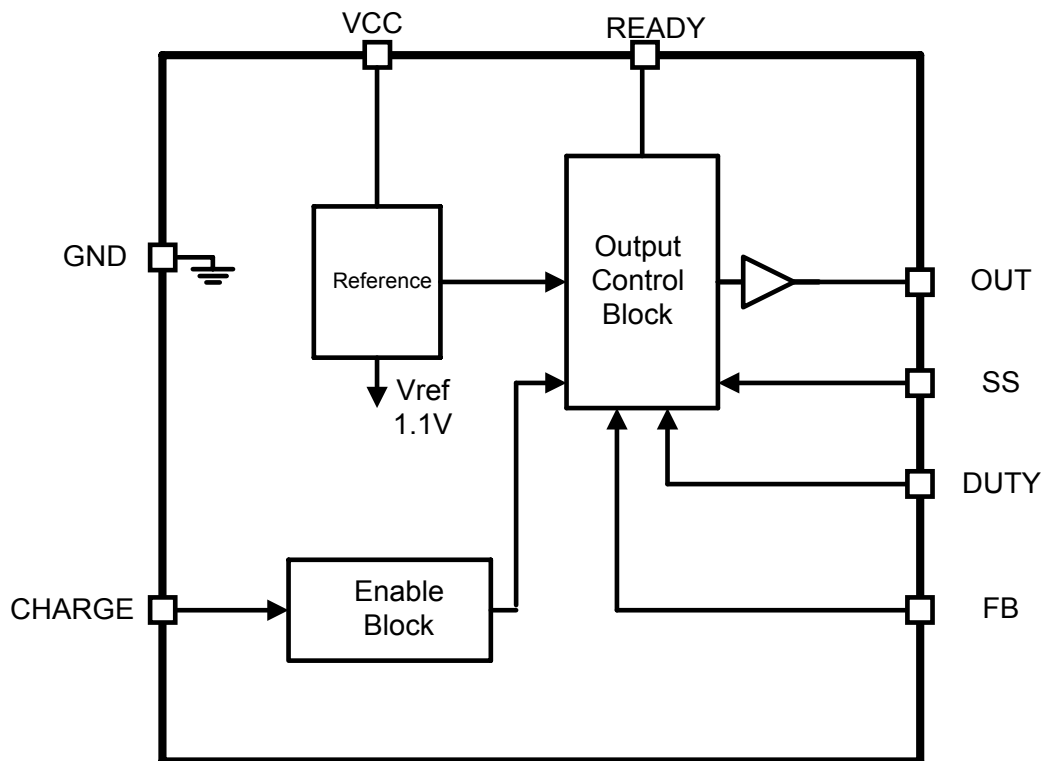 VCC
READY
GND
Reference
Output
Control
Block
OUT
Vref
1.1V
SS
DUTY
CHARGE
Enable
Block
FB